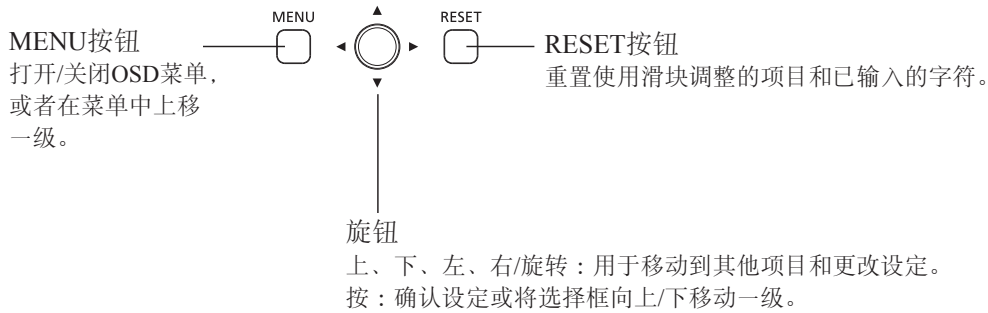 MENU
RESET
MENU按钮
打开/关闭OSD菜单，
或者在菜单中上移
一级。
RESET按钮
重置使用滑块调整的项目和已输入的字符。
旋钮
上、下、左、右/旋转：用于移动到其他项目和更改设定。
按：确认设定或将选择框向上/下移动一级。